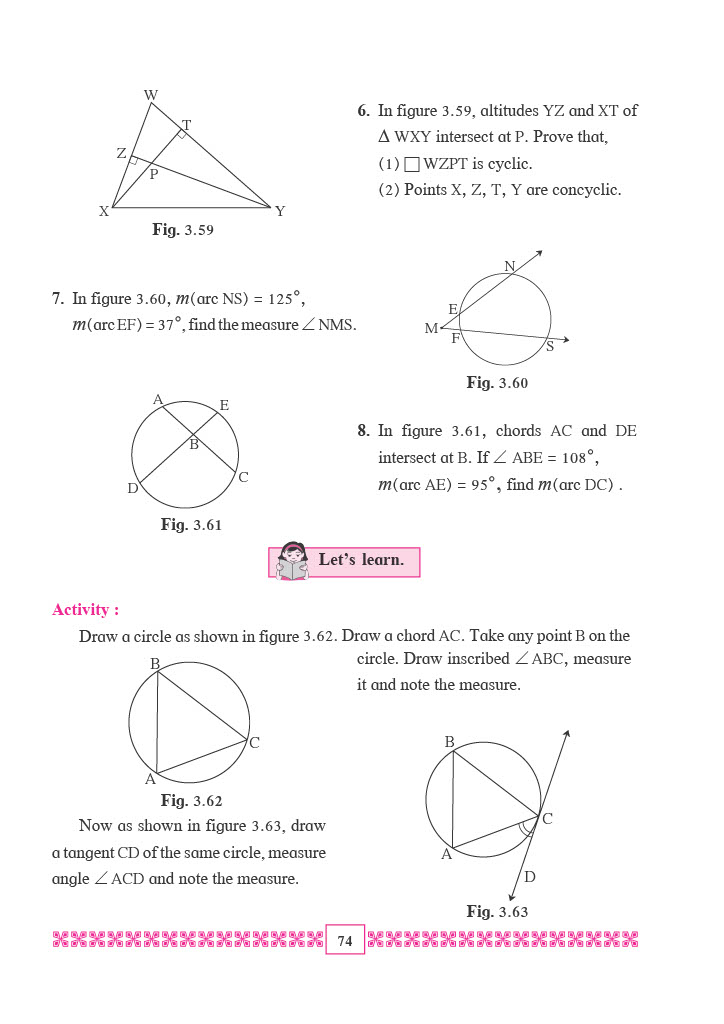 W
T
Z
P
X
Y
Fig. 3.59
6. In figure 3.59, altitudes YZ and XT of
∆ WXY intersect at P. Prove that,
(1) □ WZPT is cyclic.
(2) Points X, Z, T, Y are concyclic.
7. In figure 3.60, m(arc NS) = 125°,
m(arc EF) = 37°, find the measure ∠ NMS.
N
E
M
F
S
Fig. 3.60
A
E
B
C
D
Fig. 3.61
8. In figure 3.61, chords AC and DE
intersect at B. If ∠ ABE = 108°,
m(arc AE) = 95°, find m(arc DC) .
Let's learn.
Activity :
Draw a circle as shown in figure 3.62. Draw a chord AC. Take any point B on the
circle. Draw inscribed ∠ ABC, measure
it and note the measure.
B
C
A
Fig. 3.62
Now as shown in figure 3.63, draw
a tangent CD of the same circle, measure
angle ∠ ACD and note the measure.
B
C
A
D
Fig. 3.63
74